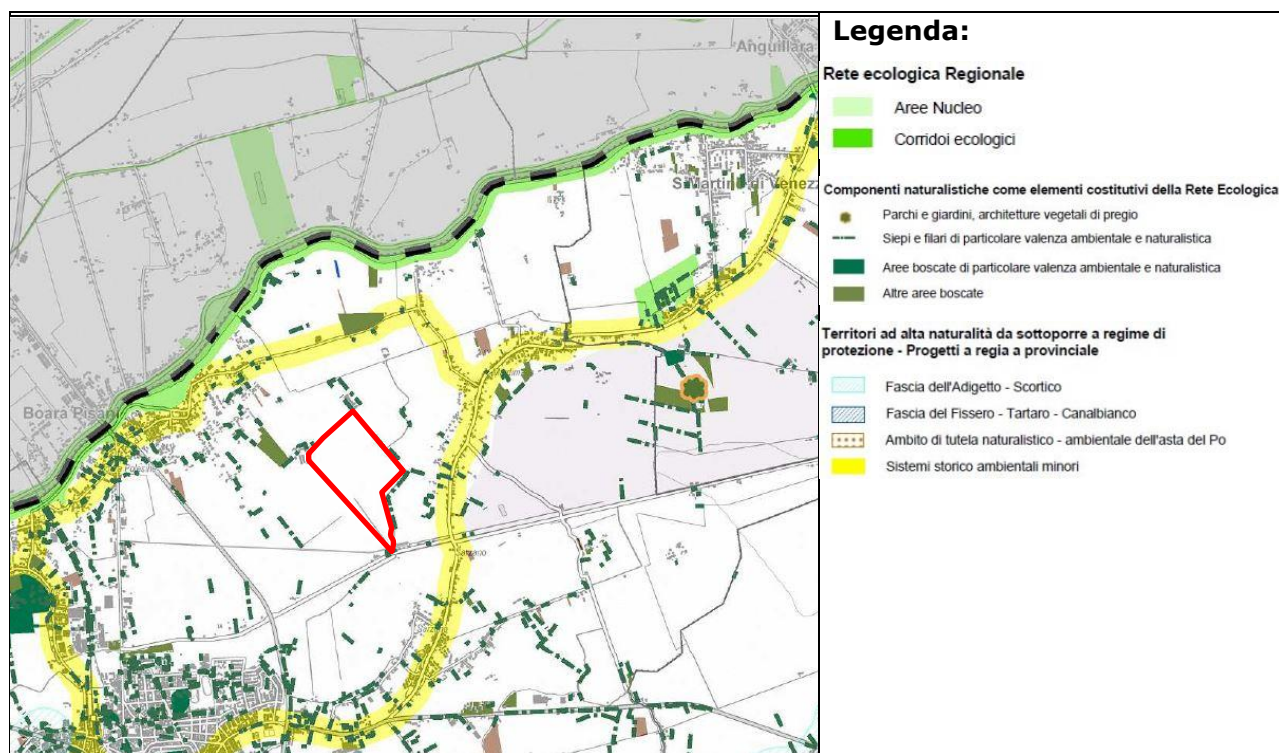 Anguillara
S. Martino di Venezz
Boara Pisani
Sarzano
Legenda:
Rete ecologica Regionale
Aree Nucleo
Corridoi ecologici
Componenti naturalistiche come elementi costitutivi della Rete Ecologica
Parchi e giardini, architetture vegetali di pregio
Siepi e filari di particolare valenza ambientale e naturalistica
Aree boscate di particolare valenza ambientale e naturalistica
Altre aree boscate
Territori ad alta naturalità da sottoporre a regime di
protezione - Progetti a regia a provinciale
Fascia dell'Adigetto - Scortico
Fascia del Fissero - Tartaro - Canalbianco
Ambito di tutela naturalistico - ambientale dell'asta del Po
Sistemi storico ambientali minori